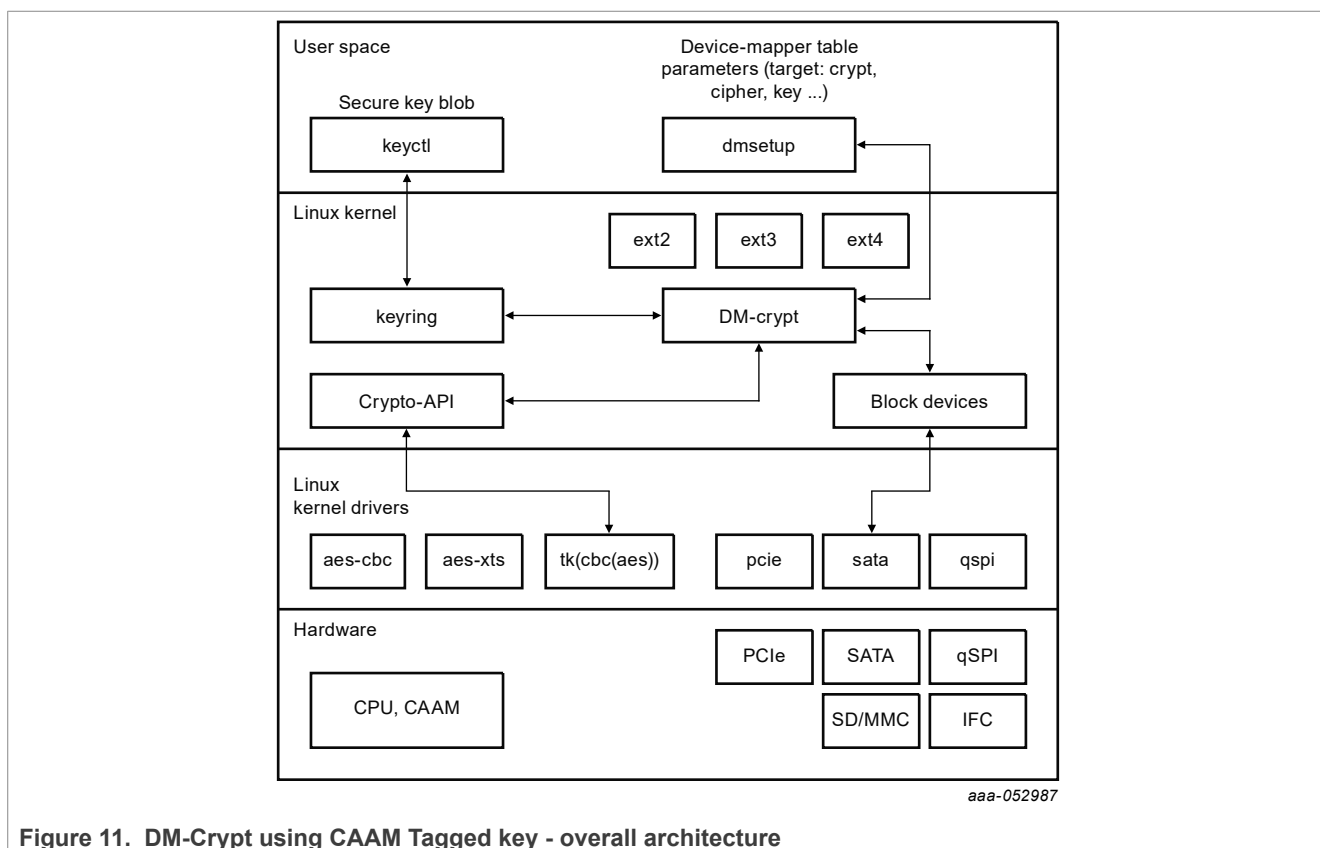 User space
Device-mapper table
parameters (target: crypt,
cipher, key ...)
Secure key blob
keyctl
dmsetup
Linux kernel
ext2
ext3
ext4
keyring
DM-crypt
Crypto-API
Block devices
Linux
kernel drivers
aes-cbc
aes-xts
tk(cbc(aes))
pcie
sata
qspi
Hardware
PCIe
SATA
qSPI
CPU, CAAM
SD/MMC
IFC
aaa-052987
Figure 11. DM-Crypt using CAAM Tagged key - overall architecture